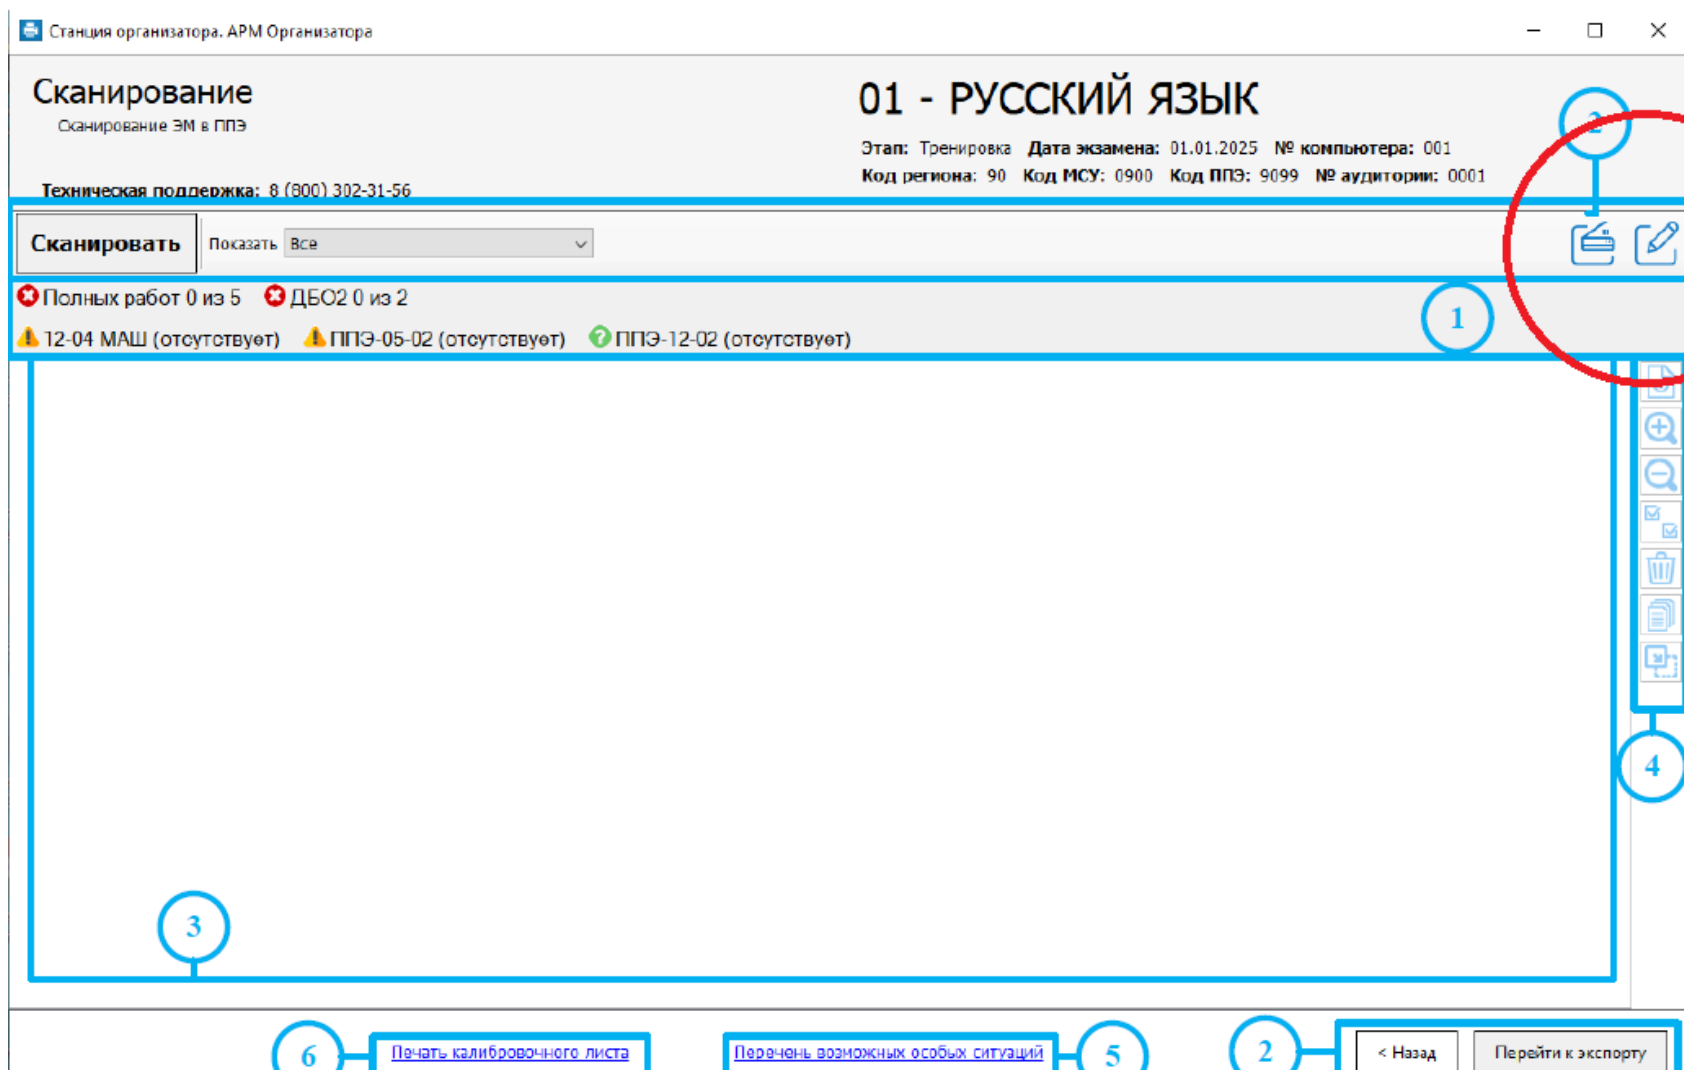 Станция организатора. АРМ Организатора
Сканирование
Сканирование ЭМ в ППЭ
Техническая поддержка: 8 (800) 302-31-56
01 - РУССКИЙ ЯЗЫК
Этап: Тренировка Дата экзамена: 01.01.2025 № компьютера: 001
Код региона: 90 Код МСУ: 0900 Код ППЭ: 9099 № аудитории: 0001
2
Сканировать Показать Все
Полных работ 0 из 5 ДБО2 0 из 2
12-04 МАШ (отсутствует) ППЭ-05-02 (отсутствует) ППЭ-12-02 (отсутствует)
1
4
3
6 Печать калибровочного листа Перечень возможных особых ситуаций 5 2 < Назад Перейти к экспорту